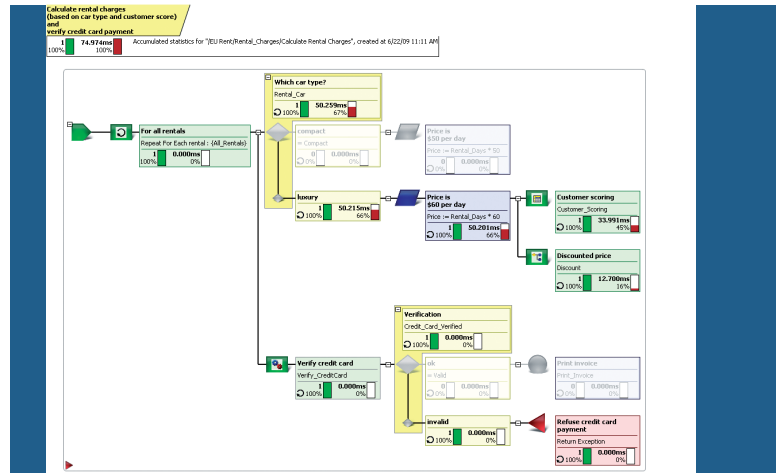 Calculate rental charges
(based on car type and customer score)
and
verify credit card payment
1 74.974ms
100% 100%
Accumulated statistics for "/EU Rent/Rental_Charges/Calculate Rental Charges", created at 6/22/09 11:11 AM
Which car type?
Rental_Car
1 50.259ms
100% 67%
For all rentals
Repeat For Each rental : {All_Rentals}
1 0.000ms
100% 0%
compact
= Compact
0 0.000ms
0% 0%
Price is
$50 per day
Price := Rental_Days * 50
0 0.000ms
0% 0%
luxury
1 50.215ms
100% 66%
Price is
$60 per day
Price := Rental_Days * 60
1 50.201ms
100% 66%
Customer scoring
Customer_Scoring
1 33.991ms
100% 45%
Discounted price
Discount
1 12.700ms
100% 16%
Verification
Credit_Card_Verified
1 0.000ms
100% 0%
Verify credit card
Verify_CreditCard
1 0.000ms
100% 0%
ok
= Valid
0 0.000ms
0% 0%
Print invoice
Print_Invoice
0 0.000ms
0% 0%
invalid
1 0.000ms
100% 0%
Refuse credit card
payment
Return Exception
1 0.000ms
100% 0%